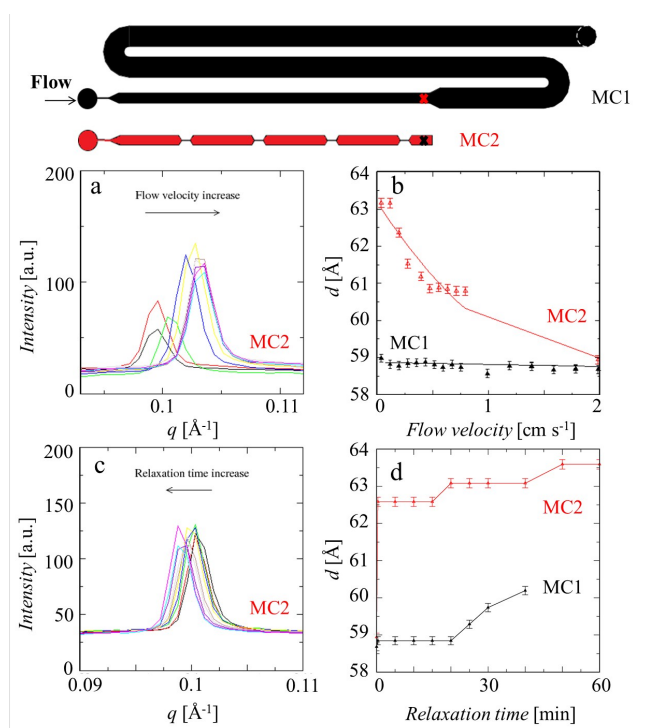 Flow
MC1
MC2
a
Flow velocity increase
MC2
Intensity [a.u.]
200
100
0
0.1
0.11
q [Å⁻¹]
b
MC2
MC1
d [Å]
64
63
62
61
60
59
58
0
1
2
Flow velocity [cm s⁻¹]
c
Relaxation time increase
MC2
Intensity [a.u.]
200
150
100
50
0
0.09
0.1
0.11
q [Å⁻¹]
d
MC2
MC1
d [Å]
64
63
62
61
60
59
58
0
30
60
Relaxation time [min]